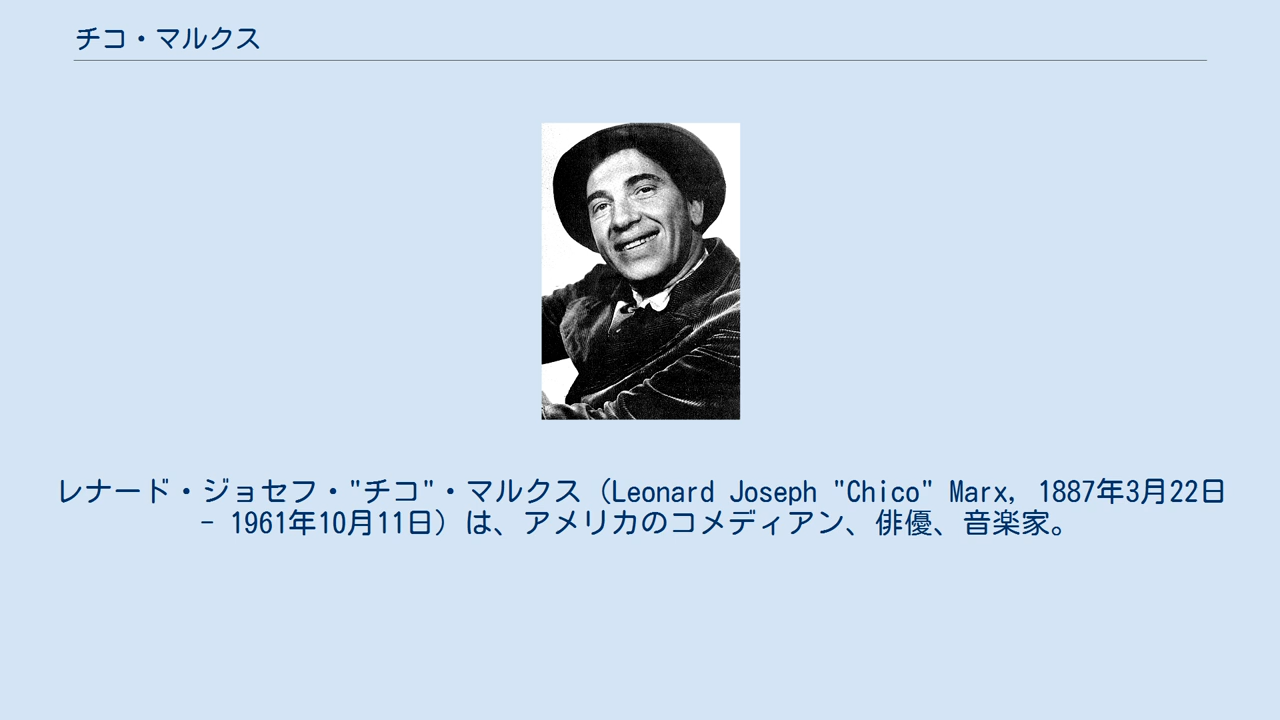 チコ・マルクス
レナード・ジョセフ・"チコ"・マルクス（Leonard Joseph "Chico" Marx, 1887年3月22日
- 1961年10月11日）は、アメリカのコメディアン、俳優、音楽家。